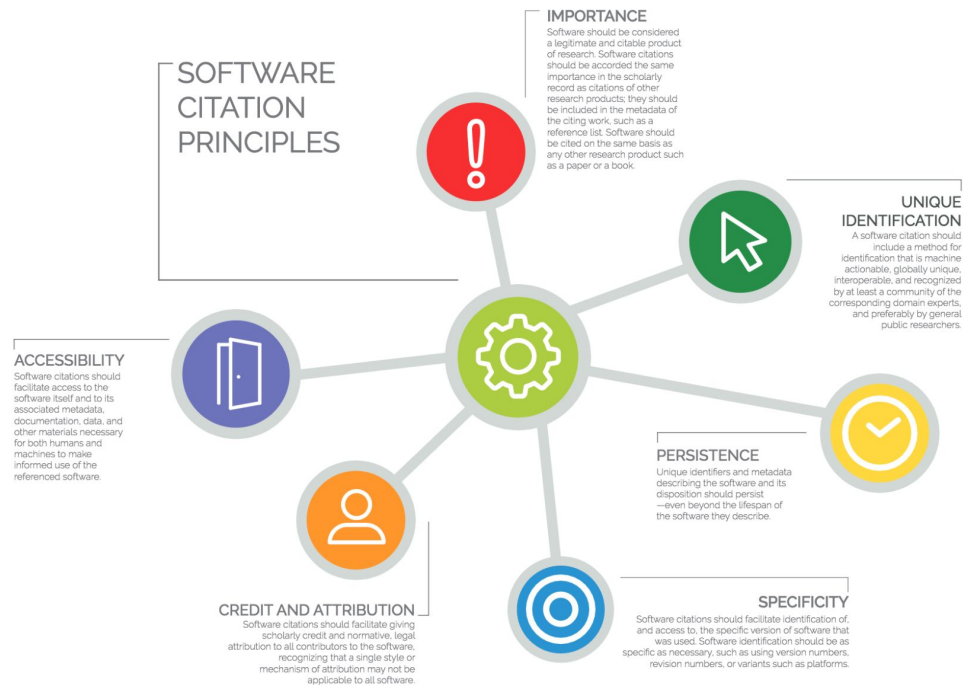 SOFTWARE
CITATION
PRINCIPLES
IMPORTANCE
Software should be considered
a legitimate and citable product
of research. Software citations
should be accorded the same
importance in the scholarly
record as citations of other
research products; they should
be included in the metadata of
the citing work, such as a
reference list. Software should
be cited on the same basis as
any other research product such
as a paper or a book.
UNIQUE
IDENTIFICATION
A software citation should
include a method for
identification that is machine
actionable, globally unique,
interoperable, and recognized
by at least a community of the
corresponding domain experts,
and preferably by general
public researchers.
ACCESSIBILITY
Software citations should
facilitate access to the
software itself and to its
associated metadata,
documentation, data, and
other materials necessary
for both humans and
machines to make
informed use of the
referenced software.
PERSISTENCE
Unique identifiers and metadata
describing the software and its
disposition should persist
—even beyond the lifespan of
the software they describe.
CREDIT AND ATTRIBUTION
Software citations should facilitate giving
scholarly credit and normative, legal
attribution to all contributors to the software,
recognizing that a single style or
mechanism of attribution may not be
applicable to all software.
SPECIFICITY
Software citations should facilitate identification of,
and access to, the specific version of software that
was used. Software identification should be as
specific as necessary, such as using version numbers,
revision numbers, or variants such as platforms.